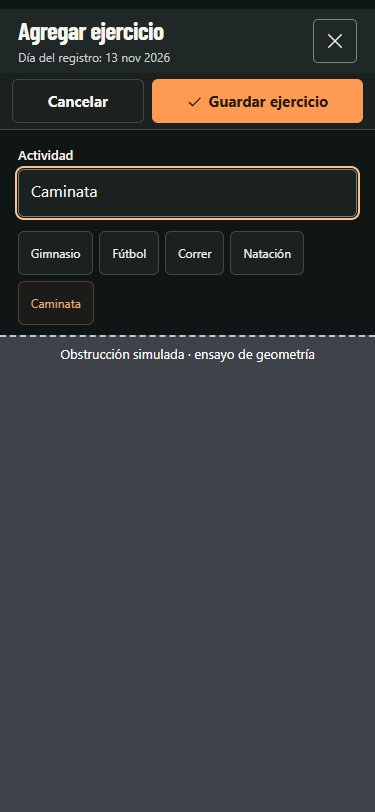 Agregar ejercicio
Día del registro: 13 nov 2026
Cancelar
Guardar ejercicio
Actividad
Caminata
Gimnasio
Fútbol
Correr
Natación
Caminata
Obstrucción simulada · ensayo de geometría